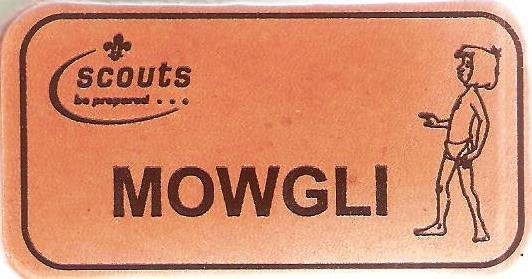 scouts
be prepared . . .
MOWGLI